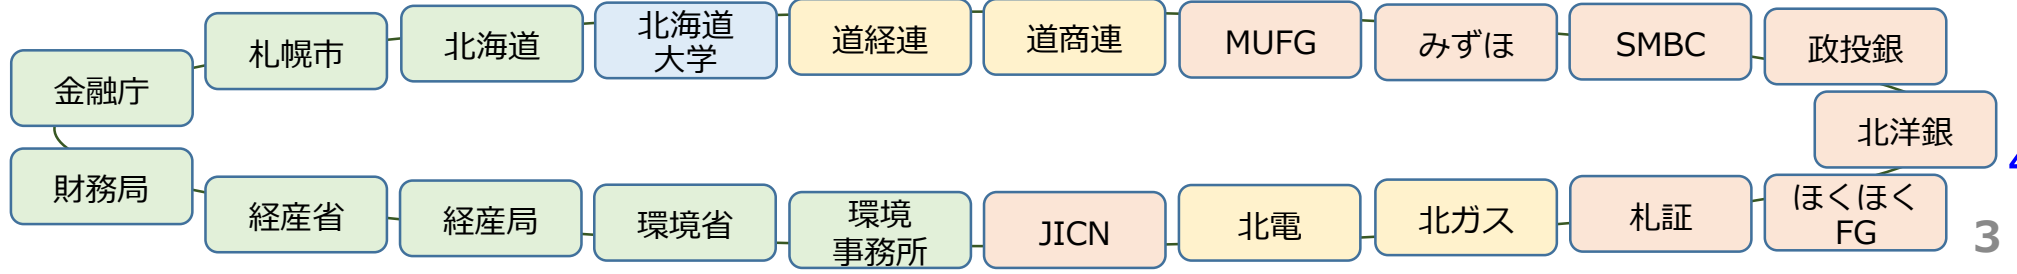 金融庁
札幌市
北海道
北海道
大学
道経連
道商連
MUFG
みずほ
SMBC
政投銀
北洋銀
財務局
経産省
経産局
環境省
環境
事務所
JICN
北電
北ガス
札証
ほくほく
FG
3